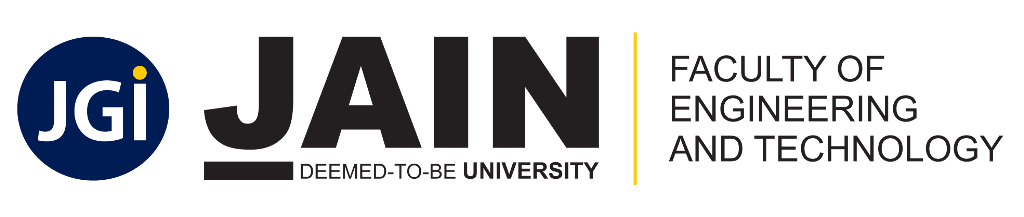 JGi
JAIN
DEEMED-TO-BE UNIVERSITY
FACULTY OF
ENGINEERING
AND TECHNOLOGY